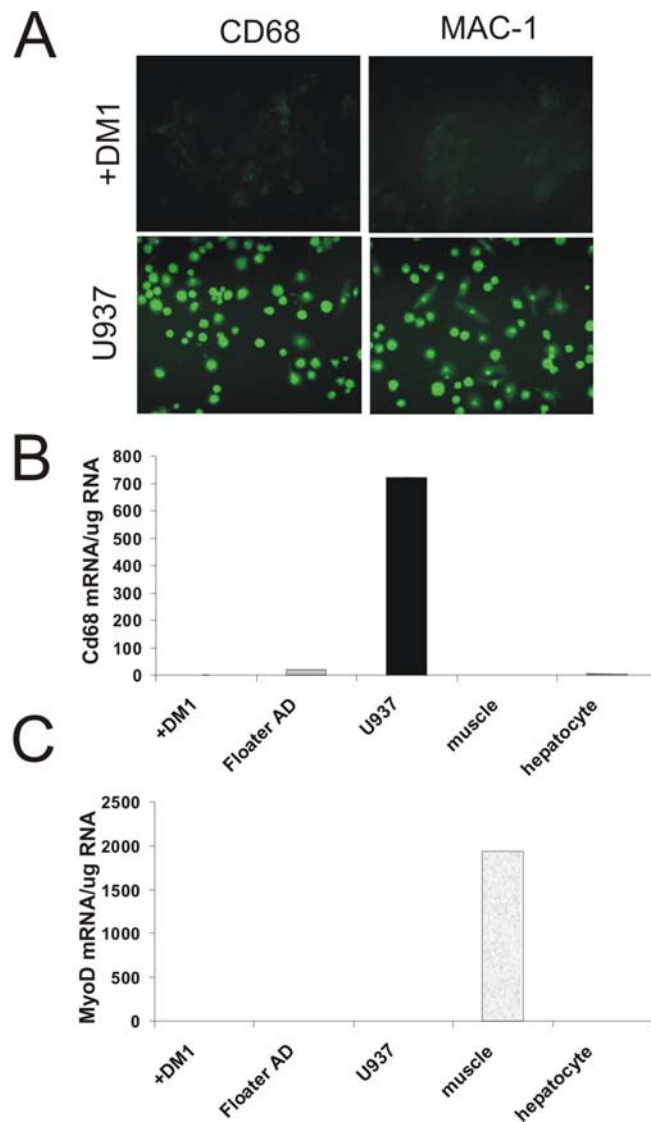 A
CD68
MAC-1
+DM1
U937
B
Cd68 mRNA/ug RNA
800
700
600
500
400
300
200
100
0
+DM1
Floater AD
U937
muscle
hepatocyte
C
MyoD mRNA/ug RNA
2500
2000
1500
1000
500
0
+DM1
Floater AD
U937
muscle
hepatocyte